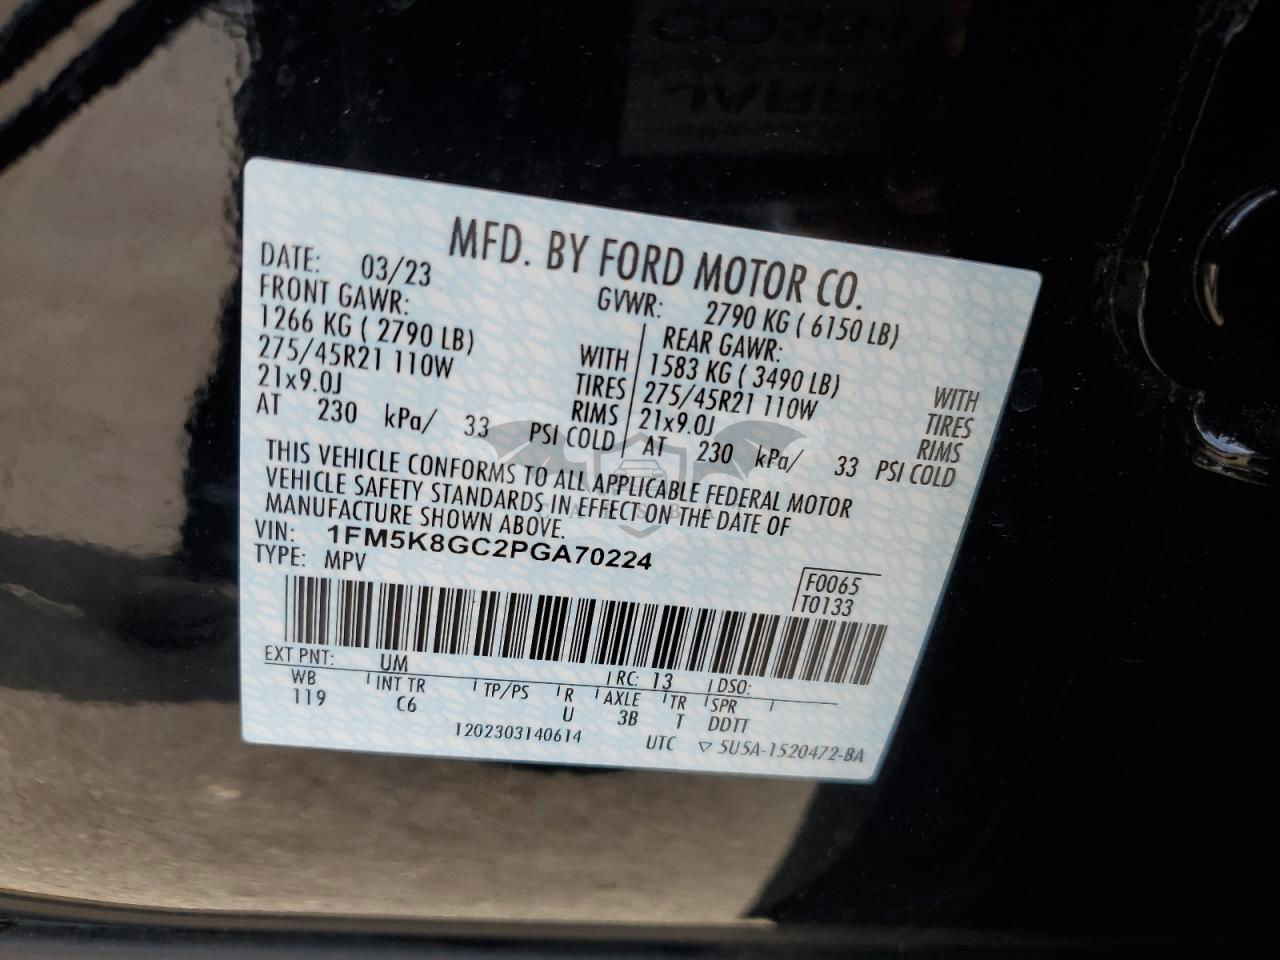 MFD. BY FORD MOTOR CO.
DATE: 03/23 GVWR: 2790 KG ( 6150 LB)
FRONT GAWR: REAR GAWR:
1266 KG ( 2790 LB) WITH 1583 KG ( 3490 LB) WITH
275/45R21 110W TIRES 275/45R21 110W TIRES
21x9.0J RIMS 21x9.0J RIMS
AT 230 kPa/ 33 PSI COLD AT 230 kPa/ 33 PSI COLD
THIS VEHICLE CONFORMS TO ALL APPLICABLE FEDERAL MOTOR
VEHICLE SAFETY STANDARDS IN EFFECT ON THE DATE OF
MANUFACTURE SHOWN ABOVE.
VIN: 1FM5K8GC2PGA70224
TYPE: MPV
F0065
T0133
EXT PNT: UM RC: 13 DSO:
WB INT TR TP/PS R AXLE TR SPR
119 C6 U 3B T DDTT
1202303140614 UTC ▽ 5U5A-1520472-BA